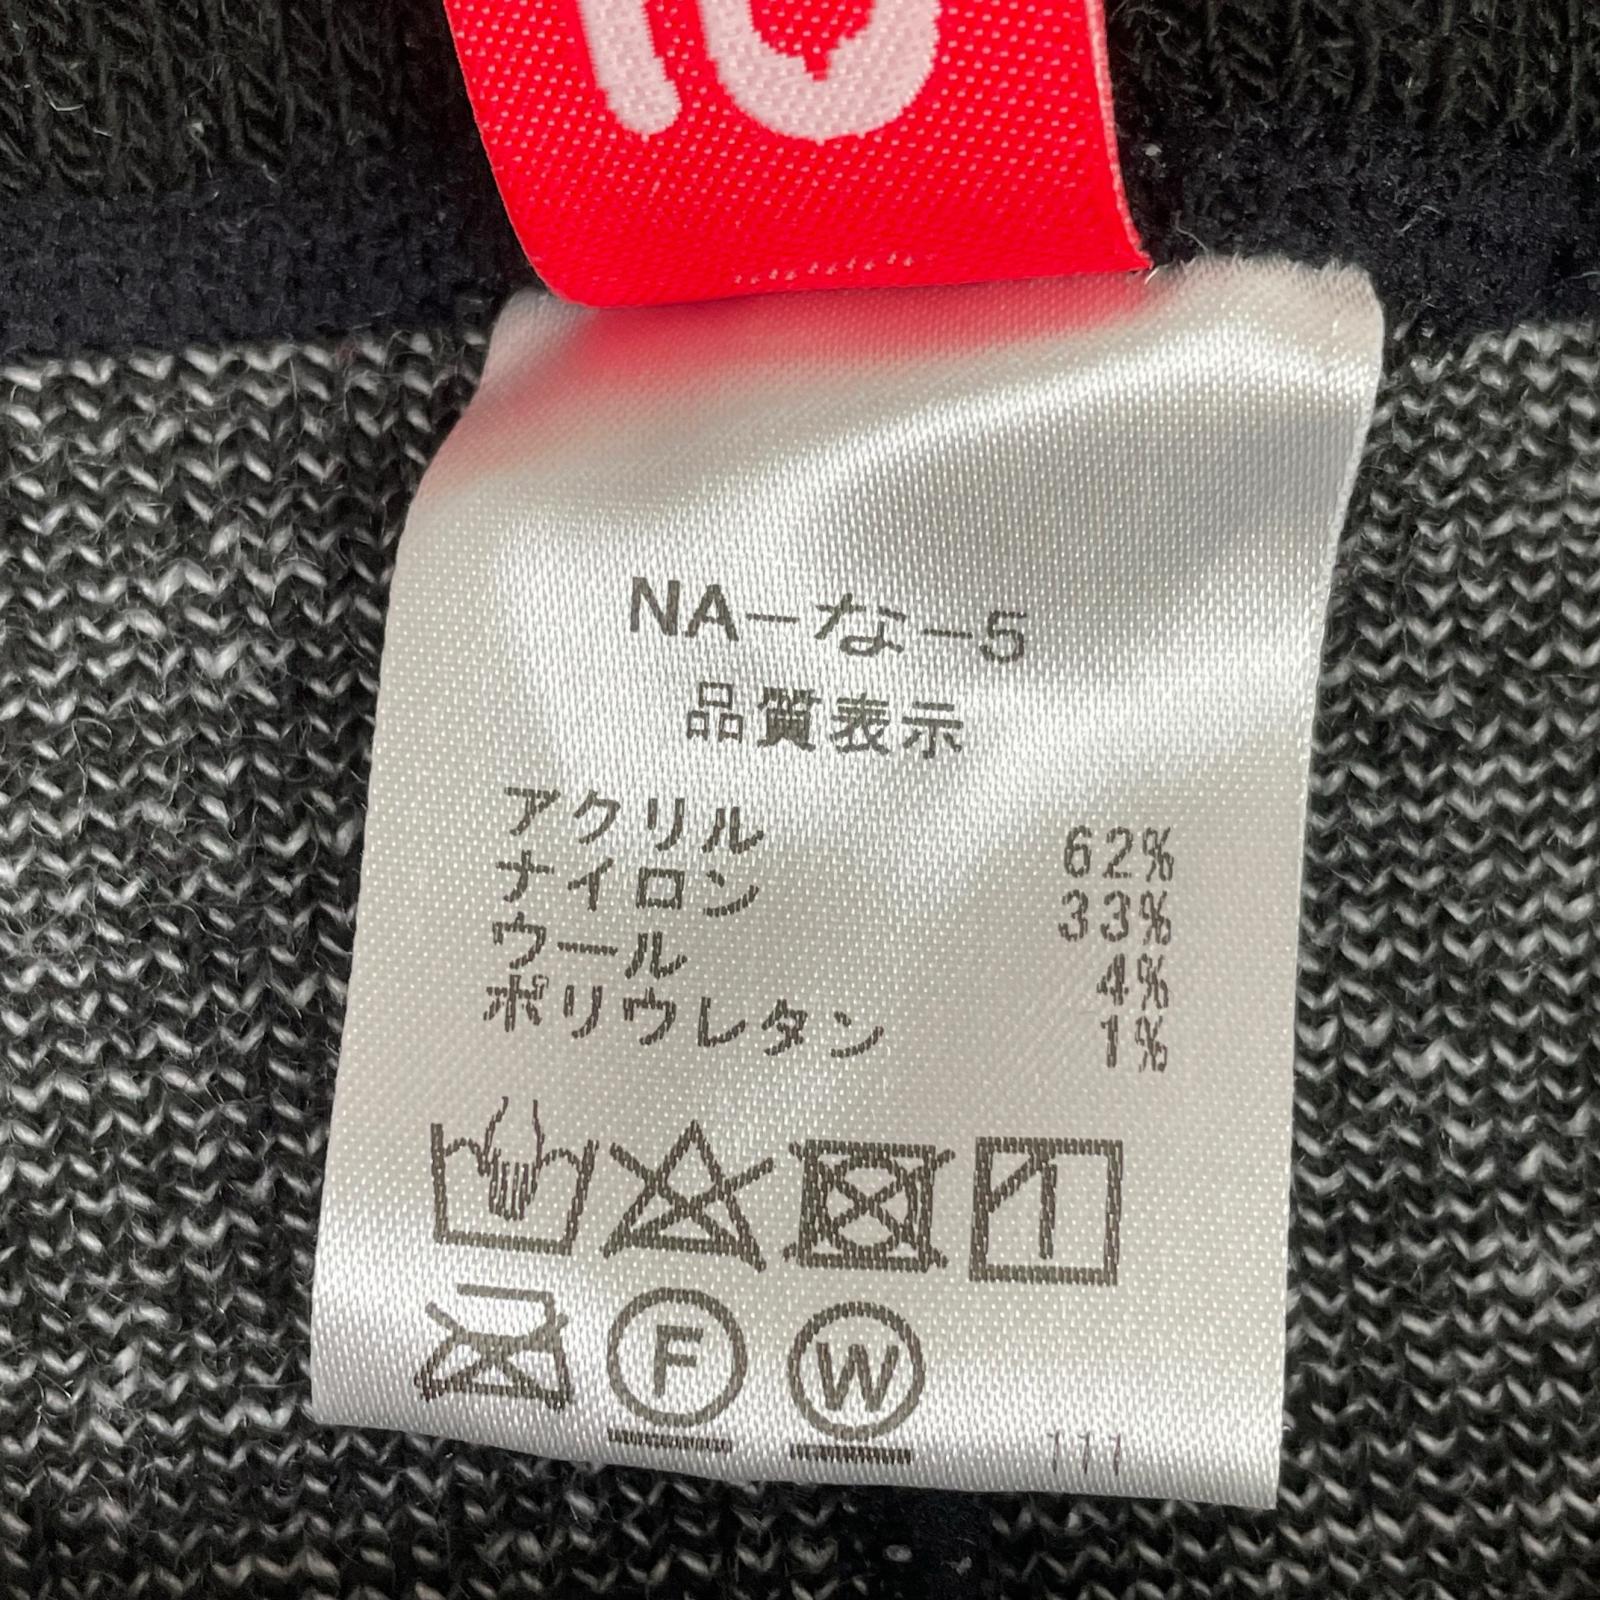 NA-な-5
品質表示
アクリル 62%
ナイロン 33%
ウール 4%
ポリウレタン 1%
F W
111